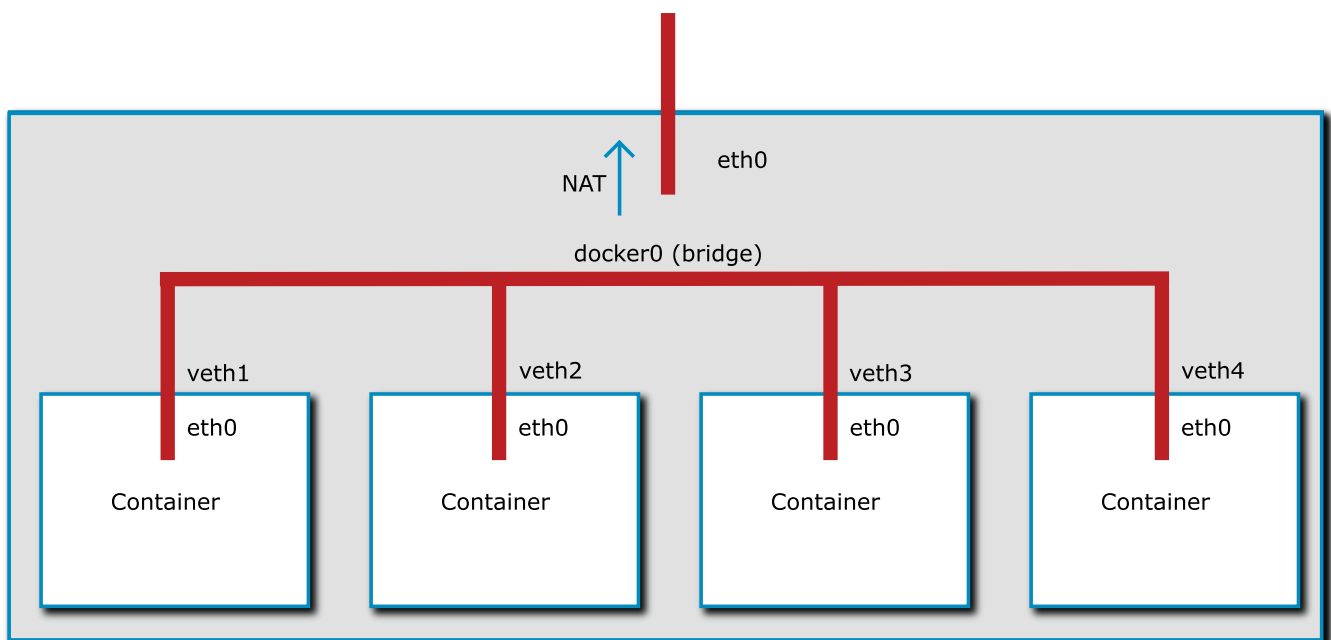 eth0
NAT
docker0 (bridge)
veth1
veth2
veth3
veth4
eth0
eth0
eth0
eth0
Container
Container
Container
Container